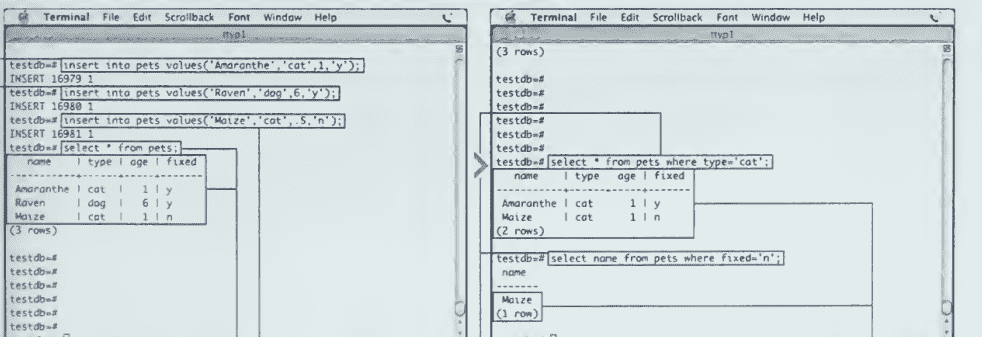 Terminal File Edit Scrollback Font Window Help
ttyp1
testdb=# insert into pets values('Amaranthe','cat',1,'y');
INSERT 16979 1
testdb=# insert into pets values('Raven','dog',6,'y');
INSERT 16980 1
testdb=# insert into pets values('Maize','cat',.5,'n');
INSERT 16981 1
testdb=# select * from pets;
name | type | age | fixed
-----------+------+-----+-------
Amaranthe | cat | 1 | y
Raven | dog | 6 | y
Maize | cat | 1 | n
(3 rows)
testdb=#
testdb=#
testdb=#
testdb=#
testdb=#
testdb=#
Terminal File Edit Scrollback Font Window Help
ttyp1
(3 rows)
testdb=#
testdb=#
testdb=#
testdb=#
testdb=#
testdb=#
testdb=# select * from pets where type='cat';
name | type age | fixed
-----------+------+-----+-------
Amaranthe | cat 1 | y
Maize | cat 1 | n
(2 rows)
testdb=# select name from pets where fixed='n';
name
-------
Maize
(1 row)